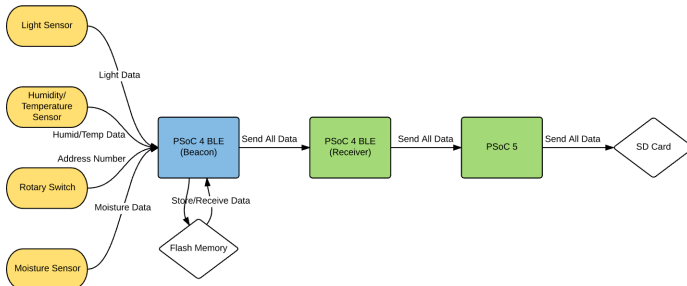 Light Sensor
Light Data
Humidity/
Temperature
Sensor
Humid/Temp Data
Address Number
Rotary Switch
Moisture Data
Moisture Sensor
PSoC 4 BLE
(Beacon)
Send All Data
PSoC 4 BLE
(Receiver)
Send All Data
PSoC 5
Send All Data
SD Card
Store/Receive Data
Flash Memory